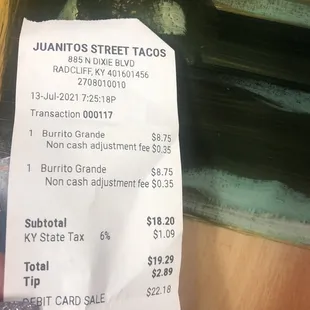 JUANITOS STREET TACOS
885 N DIXIE BLVD
RADCLIFF, KY 401601456
2708010010
13-Jul-2021 7:25:18P
Transaction 000117
1 Burrito Grande $8.75
Non cash adjustment fee $0.35
1 Burrito Grande $8.75
Non cash adjustment fee $0.35
Subtotal $18.20
KY State Tax 6% $1.09
Total $19.29
Tip $2.89
DEBIT CARD SALE $22.18